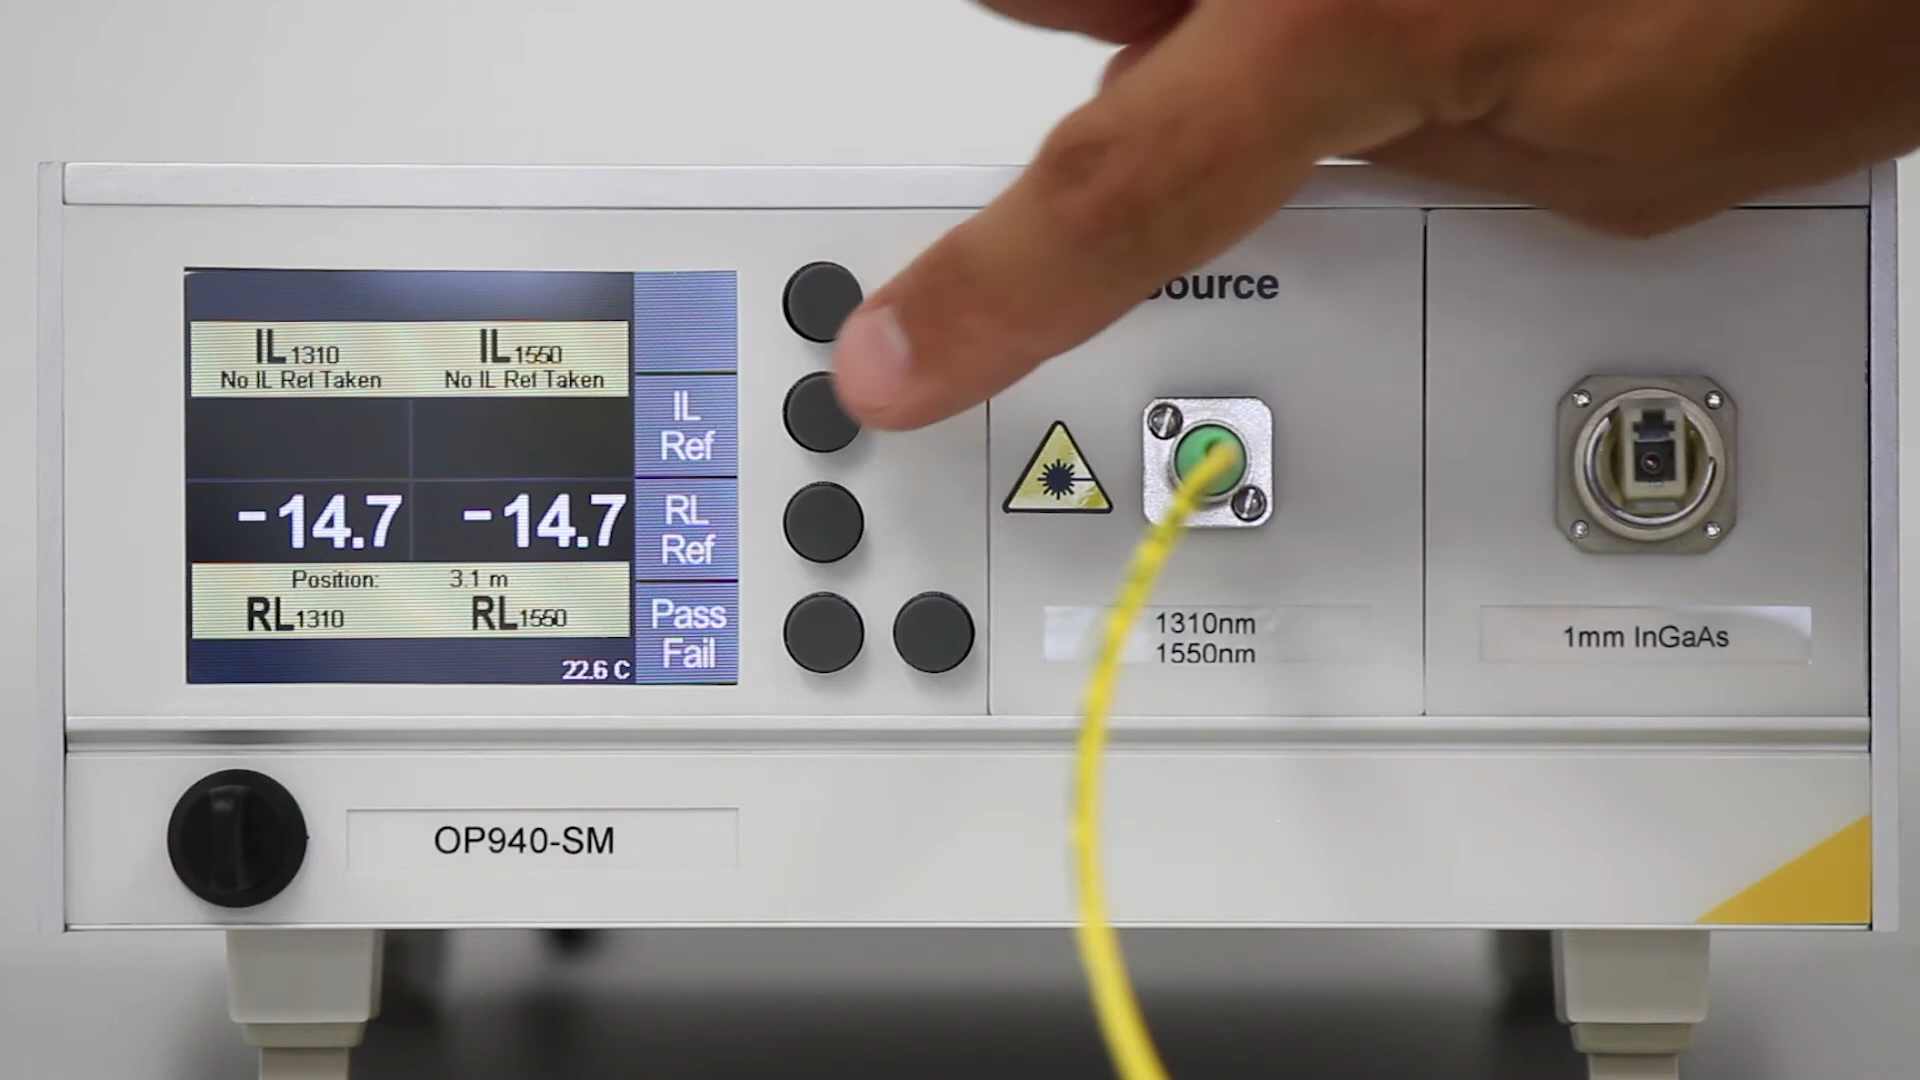 IL1310 IL1550
No IL Ref Taken No IL Ref Taken
IL
Ref
-14.7 -14.7
RL
Ref
Position: 3.1 m
RL1310 RL1550
Pass
Fail
22.6 C
1310nm
1550nm
1mm InGaAs
OP940-SM